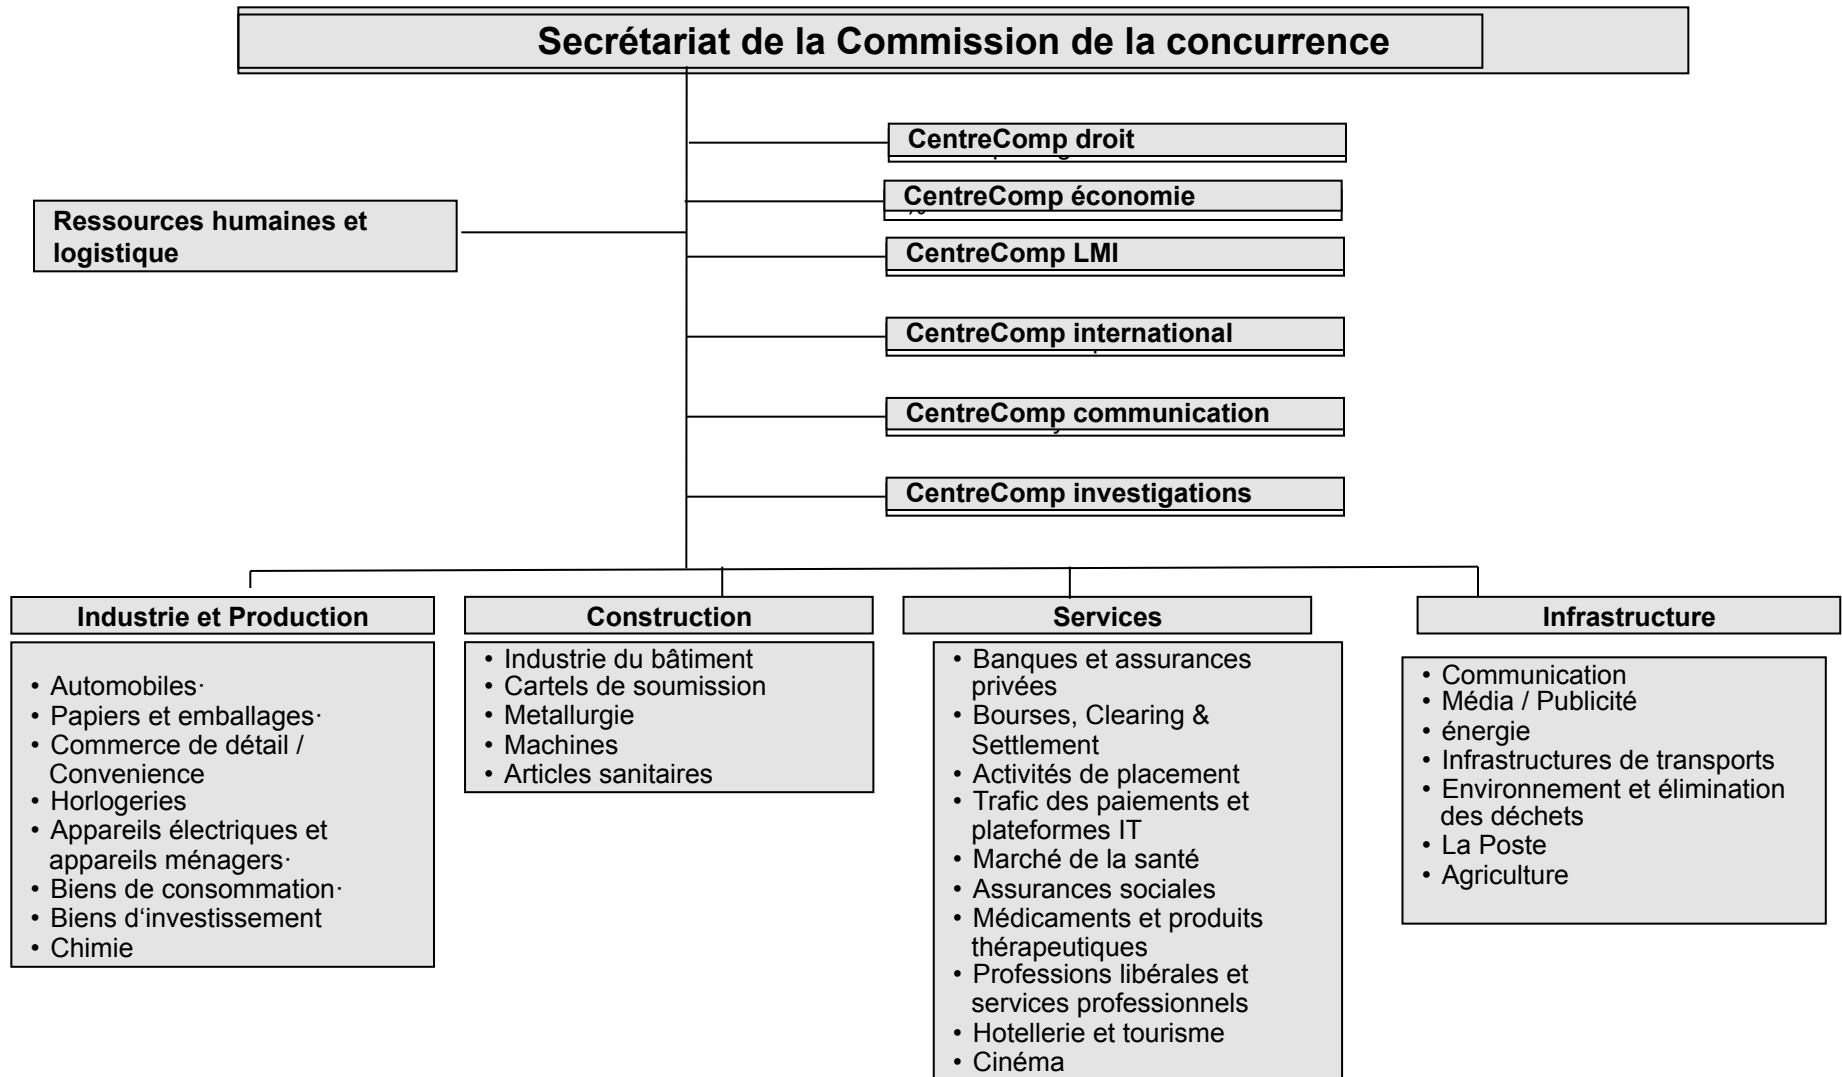 Secrétariat de la Commission de la concurrence
CentreComp droit
CentreComp économie
Ressources humaines et
logistique
CentreComp LMI
CentreComp international
CentreComp communication
CentreComp investigations
Industrie et Production
• Automobiles·
• Papiers et emballages·
• Commerce de détail /
Convenience
• Horlogeries
• Appareils électriques et
appareils ménagers·
• Biens de consommation·
• Biens d‘investissement
• Chimie
Construction
• Industrie du bâtiment
• Cartels de soumission
• Metallurgie
• Machines
• Articles sanitaires
Services
• Banques et assurances
privées
• Bourses, Clearing &
Settlement
• Activités de placement
• Trafic des paiements et
plateformes IT
• Marché de la santé
• Assurances sociales
• Médicaments et produits
thérapeutiques
• Professions libérales et
services professionnels
• Hotellerie et tourisme
• Cinéma
Infrastructure
• Communication
• Média / Publicité
• énergie
• Infrastructures de transports
• Environnement et élimination
des déchets
• La Poste
• Agriculture